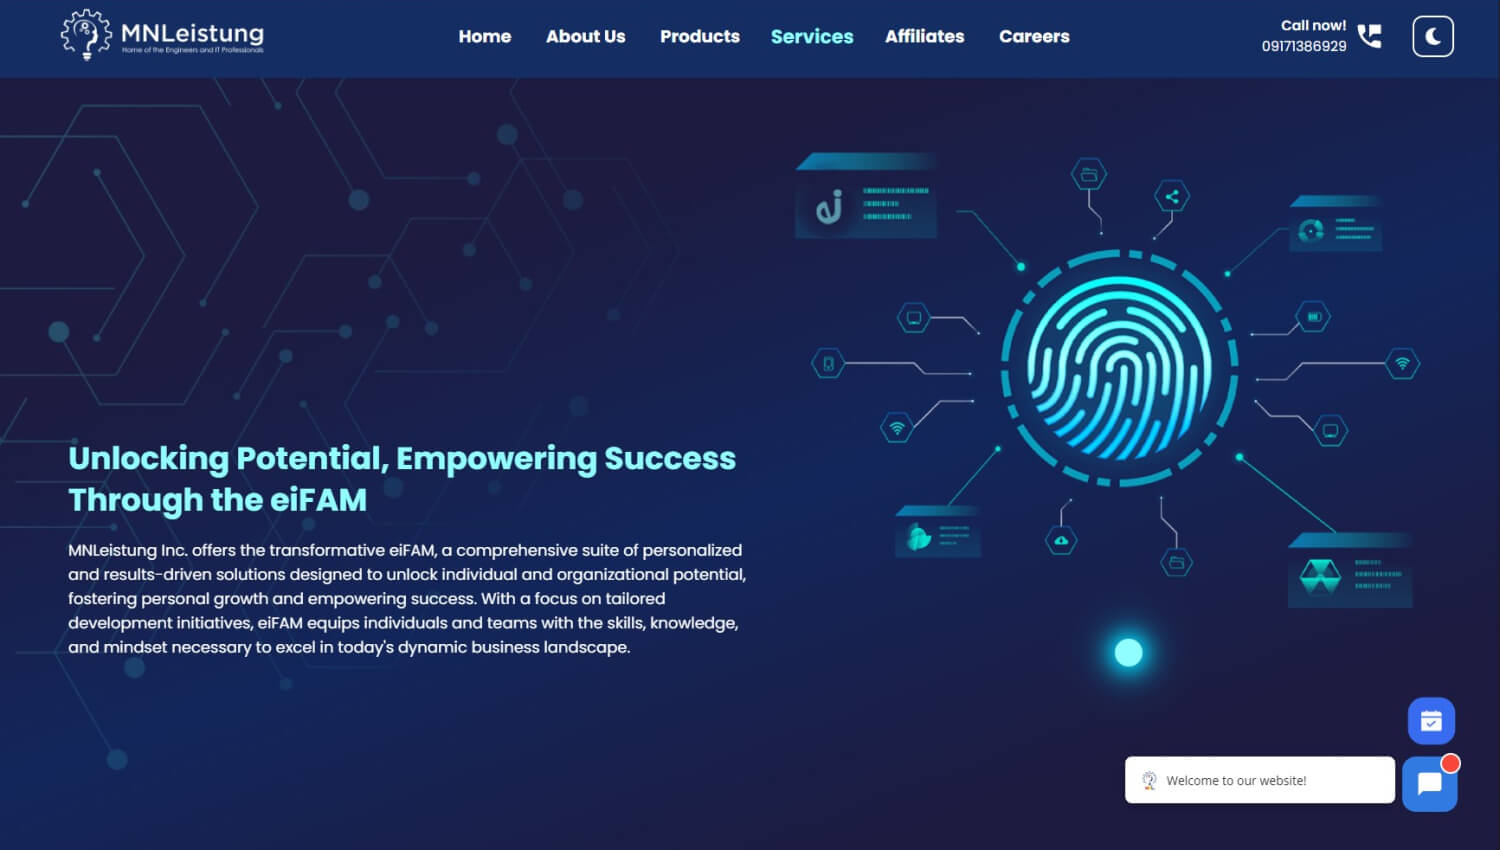 MNLeistung
Home of the Engineers and IT Professionals
Home
About Us
Products
Services
Affiliates
Careers
Call now!
09171386929
ei
Unlocking Potential, Empowering Success
Through the eiFAM
MNLeistung Inc. offers the transformative eiFAM, a comprehensive suite of personalized
and results-driven solutions designed to unlock individual and organizational potential,
fostering personal growth and empowering success. With a focus on tailored
development initiatives, eiFAM equips individuals and teams with the skills, knowledge,
and mindset necessary to excel in today's dynamic business landscape.
Welcome to our website!